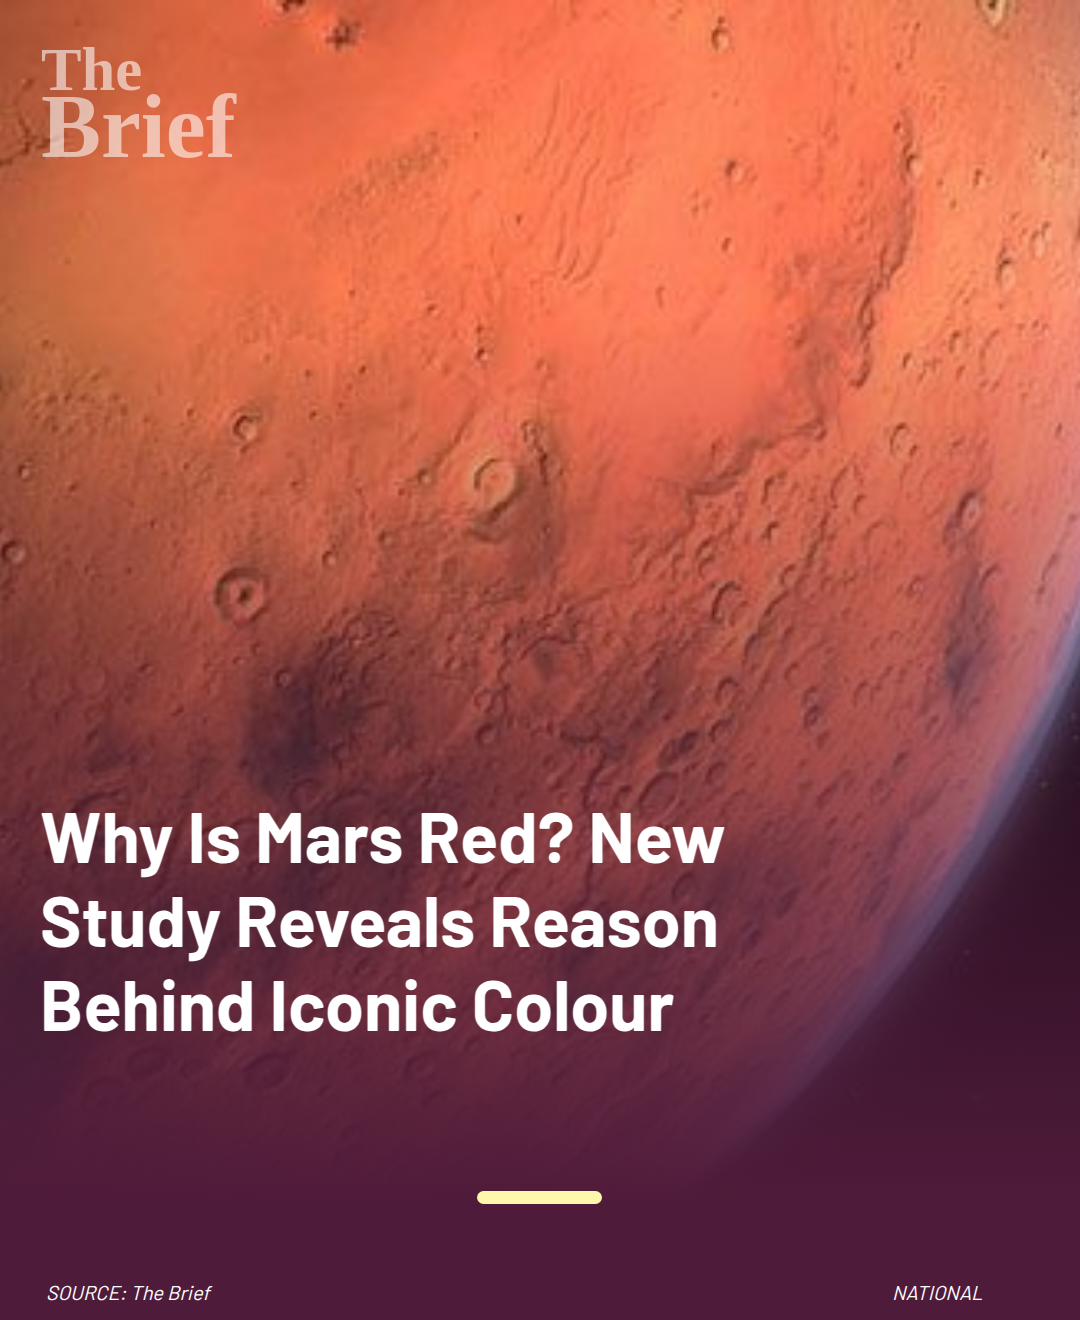 The
Brief
Why Is Mars Red? New
Study Reveals Reason
Behind Iconic Colour
SOURCE: The Brief
NATIONAL